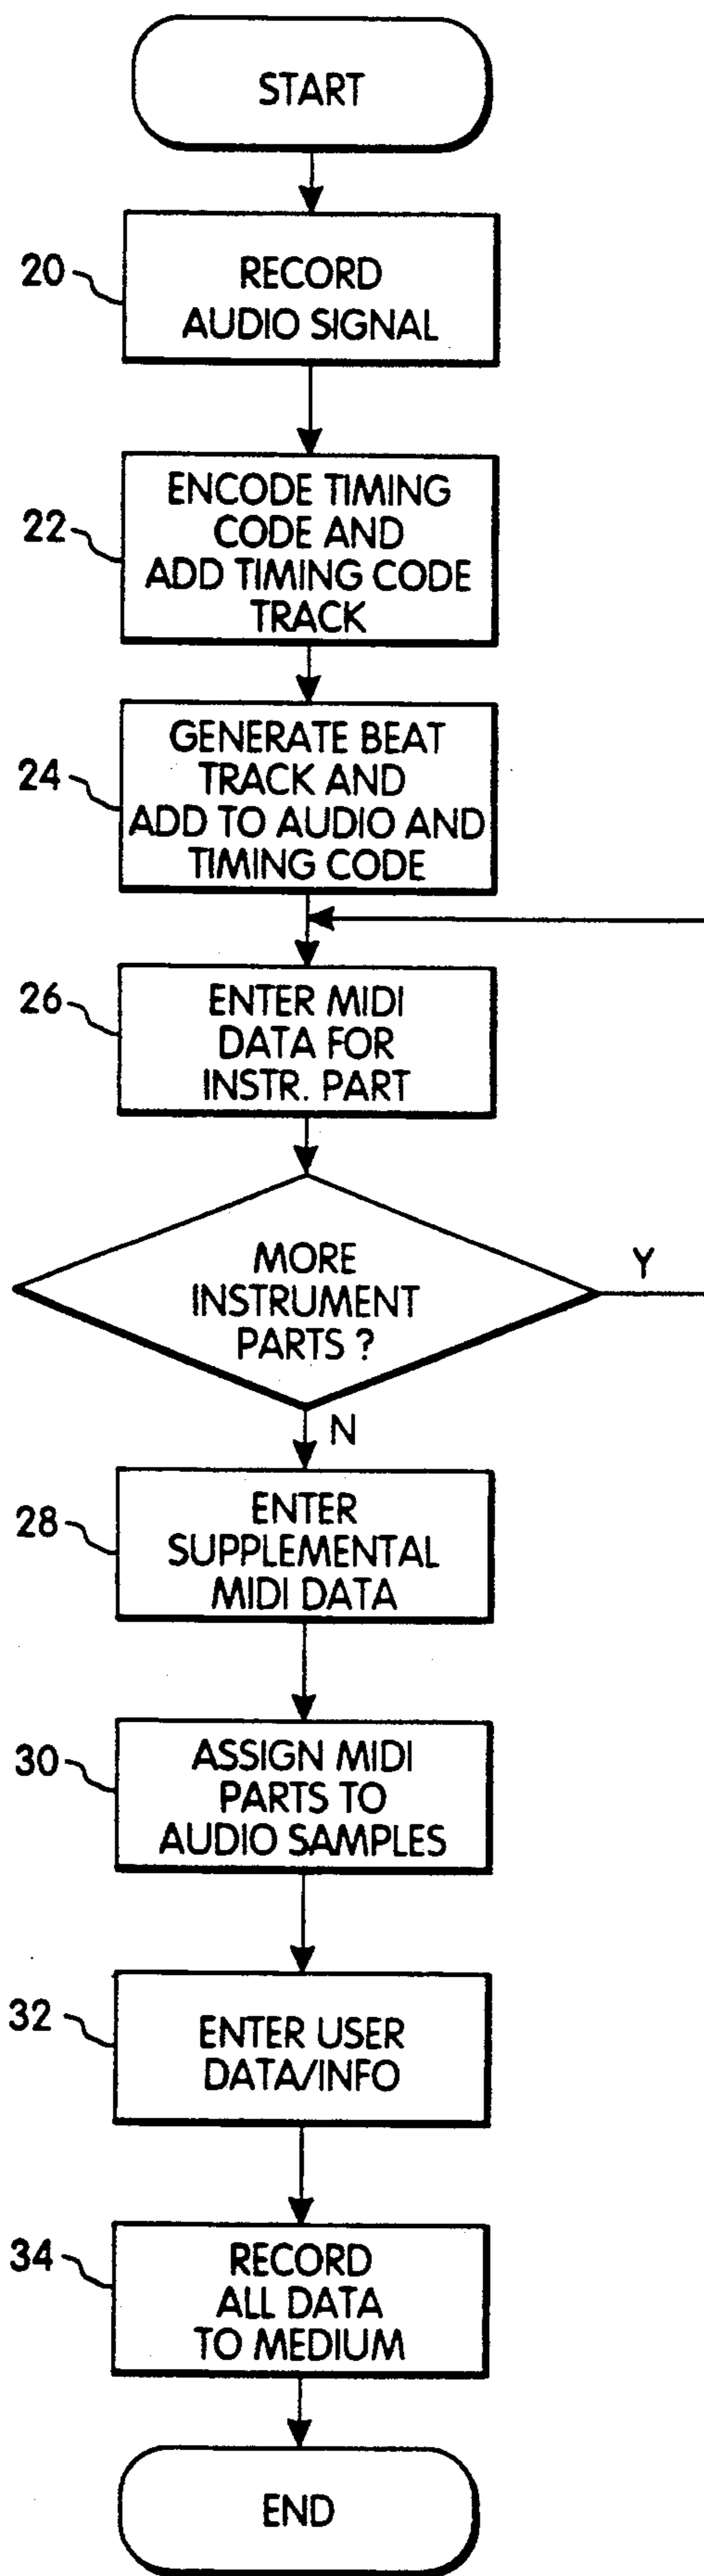 START
20
RECORD
AUDIO SIGNAL
22
ENCODE TIMING
CODE AND
ADD TIMING CODE
TRACK
24
GENERATE BEAT
TRACK AND
ADD TO AUDIO AND
TIMING CODE
26
ENTER MIDI
DATA FOR
INSTR. PART
MORE
INSTRUMENT
PARTS ?
Y
N
28
ENTER
SUPPLEMENTAL
MIDI DATA
30
ASSIGN MIDI
PARTS TO
AUDIO SAMPLES
32
ENTER USER
DATA/INFO
34
RECORD
ALL DATA
TO MEDIUM
END